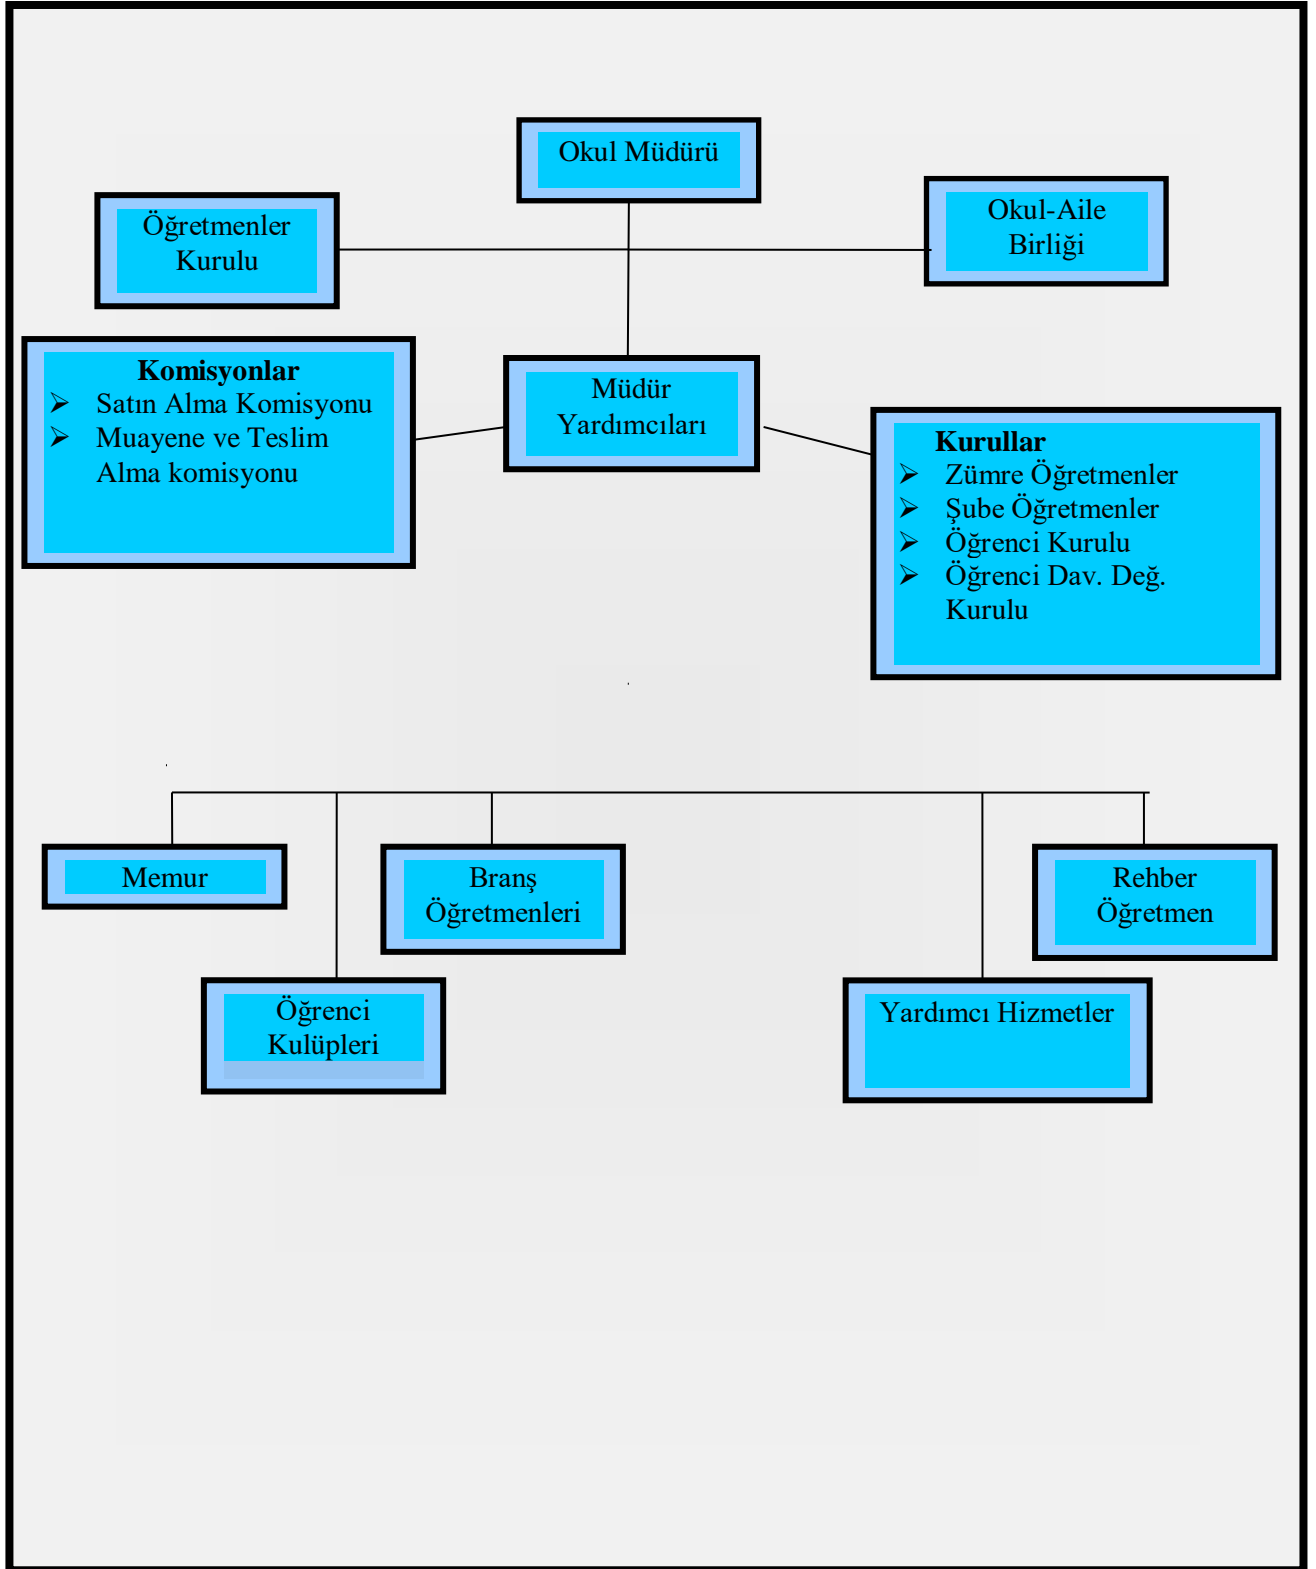 Okul Müdürü
Öğretmenler
Kurulu
Okul-Aile
Birliği
Komisyonlar
➢ Satın Alma Komisyonu
➢ Muayene ve Teslim
Alma komisyonu
Müdür
Yardımcıları
Kurullar
➢ Zümre Öğretmenler
➢ Şube Öğretmenler
➢ Öğrenci Kurulu
➢ Öğrenci Dav. Değ.
Kurulu
Memur
Branş
Öğretmenleri
Rehber
Öğretmen
Öğrenci
Kulüpleri
Yardımcı Hizmetler